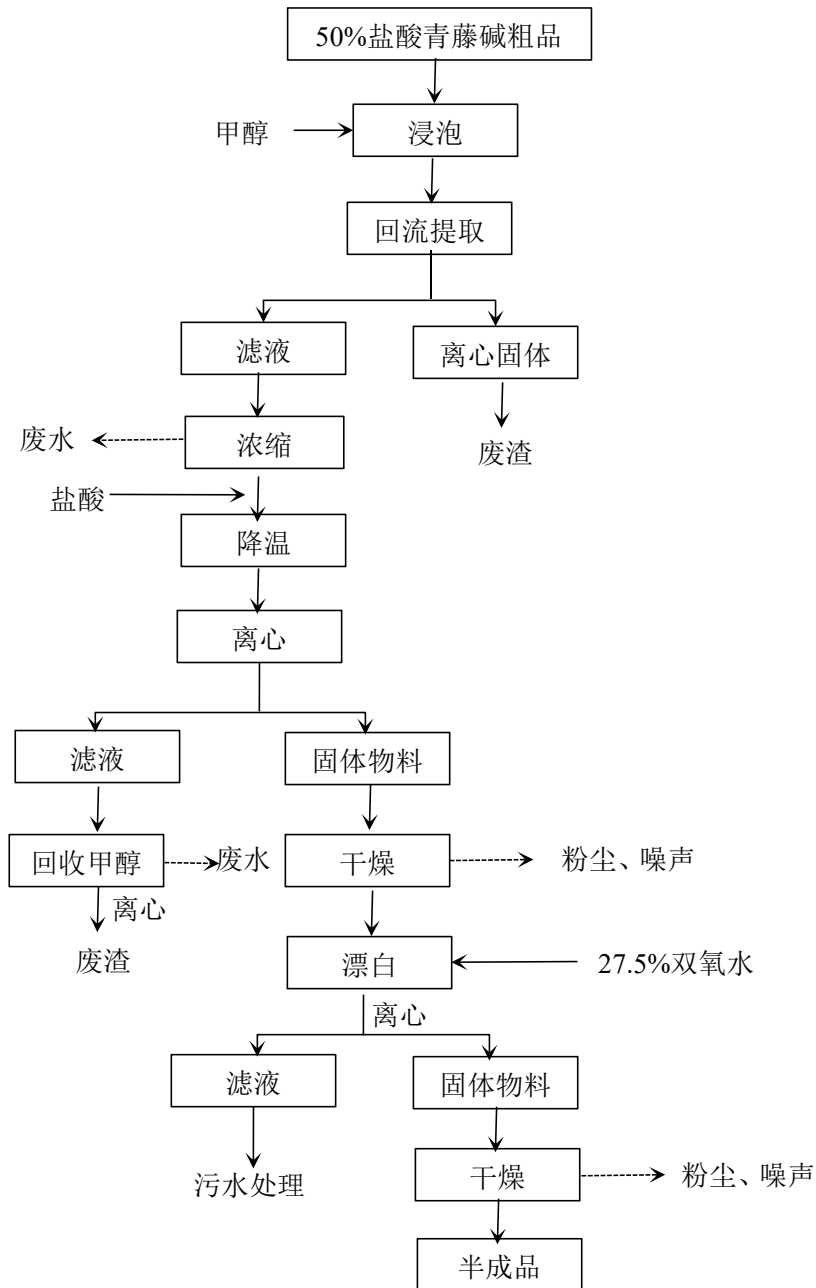 50%盐酸青藤碱粗品
甲醇
浸泡
回流提取
滤液
离心固体
废水
浓缩
废渣
盐酸
降温
离心
滤液
固体物料
回收甲醇
废水
干燥
粉尘、噪声
离心
废渣
漂白
27.5%双氧水
离心
滤液
固体物料
污水处理
干燥
粉尘、噪声
半成品